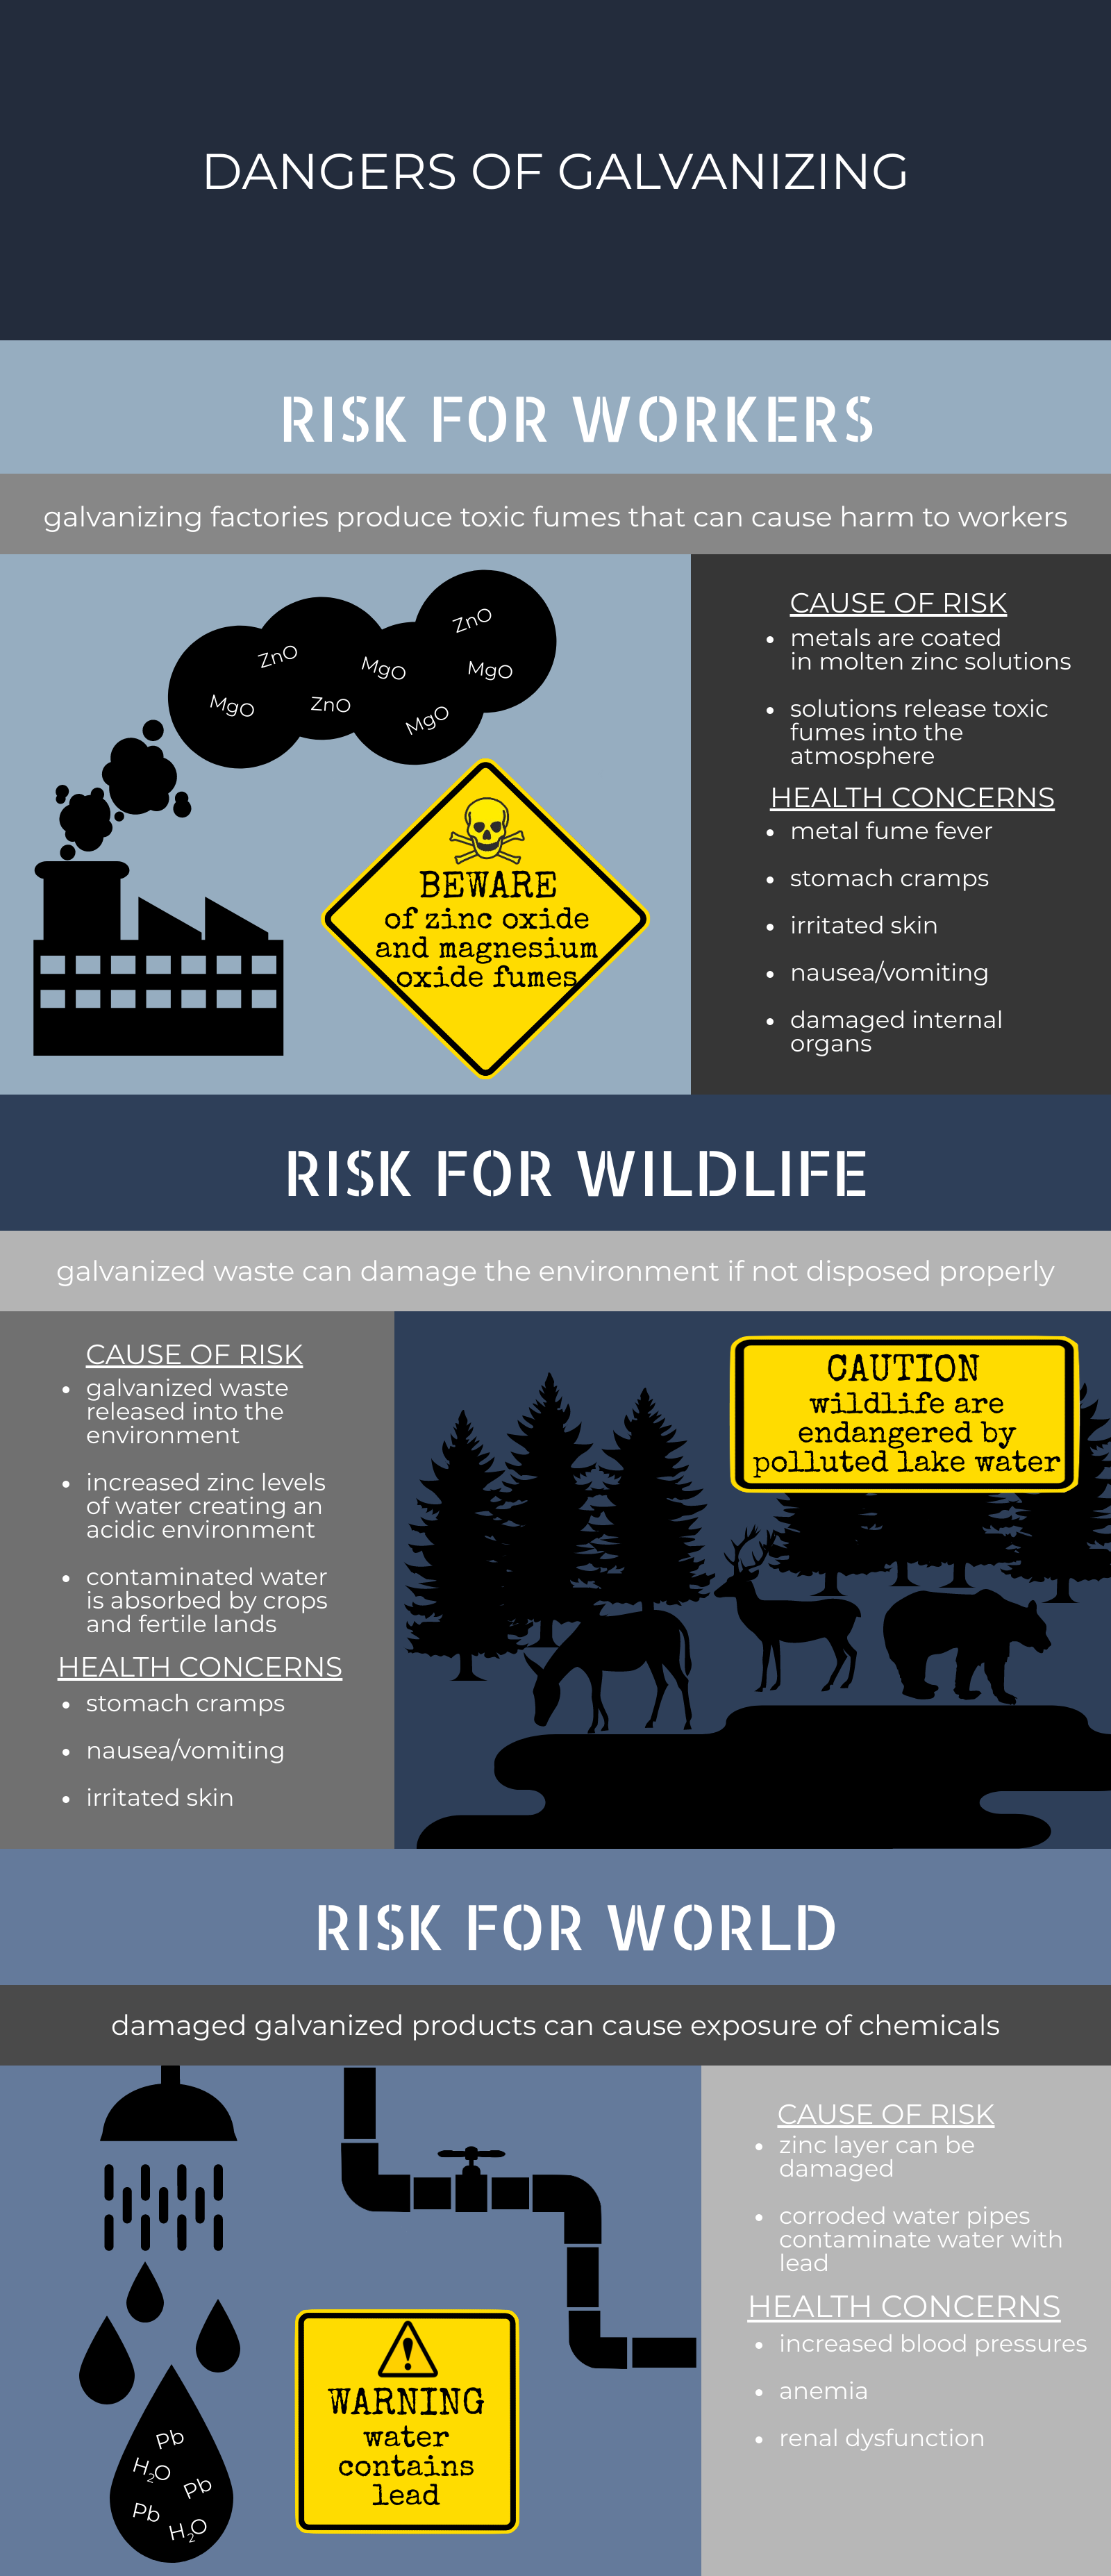 DANGERS OF GALVANIZING
RISK FOR WORKERS
galvanizing factories produce toxic fumes that can cause harm to workers
ZnO
ZnO
MgO
MgO
MgO
ZnO
MgO
BEWARE
of zinc oxide
and magnesium
oxide fumes
CAUSE OF RISK
• metals are coated
in molten zinc solutions
• solutions release toxic
fumes into the
atmosphere
HEALTH CONCERNS
• metal fume fever
• stomach cramps
• irritated skin
• nausea/vomiting
• damaged internal
organs
RISK FOR WILDLIFE
galvanized waste can damage the environment if not disposed properly
CAUSE OF RISK
• galvanized waste
released into the
environment
• increased zinc levels
of water creating an
acidic environment
• contaminated water
is absorbed by crops
and fertile lands
HEALTH CONCERNS
• stomach cramps
• nausea/vomiting
• irritated skin
CAUTION
wildlife are
endangered by
polluted lake water
RISK FOR WORLD
damaged galvanized products can cause exposure of chemicals
Pb
H₂O
Pb
Pb
H₂O
WARNING
water
contains
lead
CAUSE OF RISK
• zinc layer can be
damaged
• corroded water pipes
contaminate water with
lead
HEALTH CONCERNS
• increased blood pressures
• anemia
• renal dysfunction